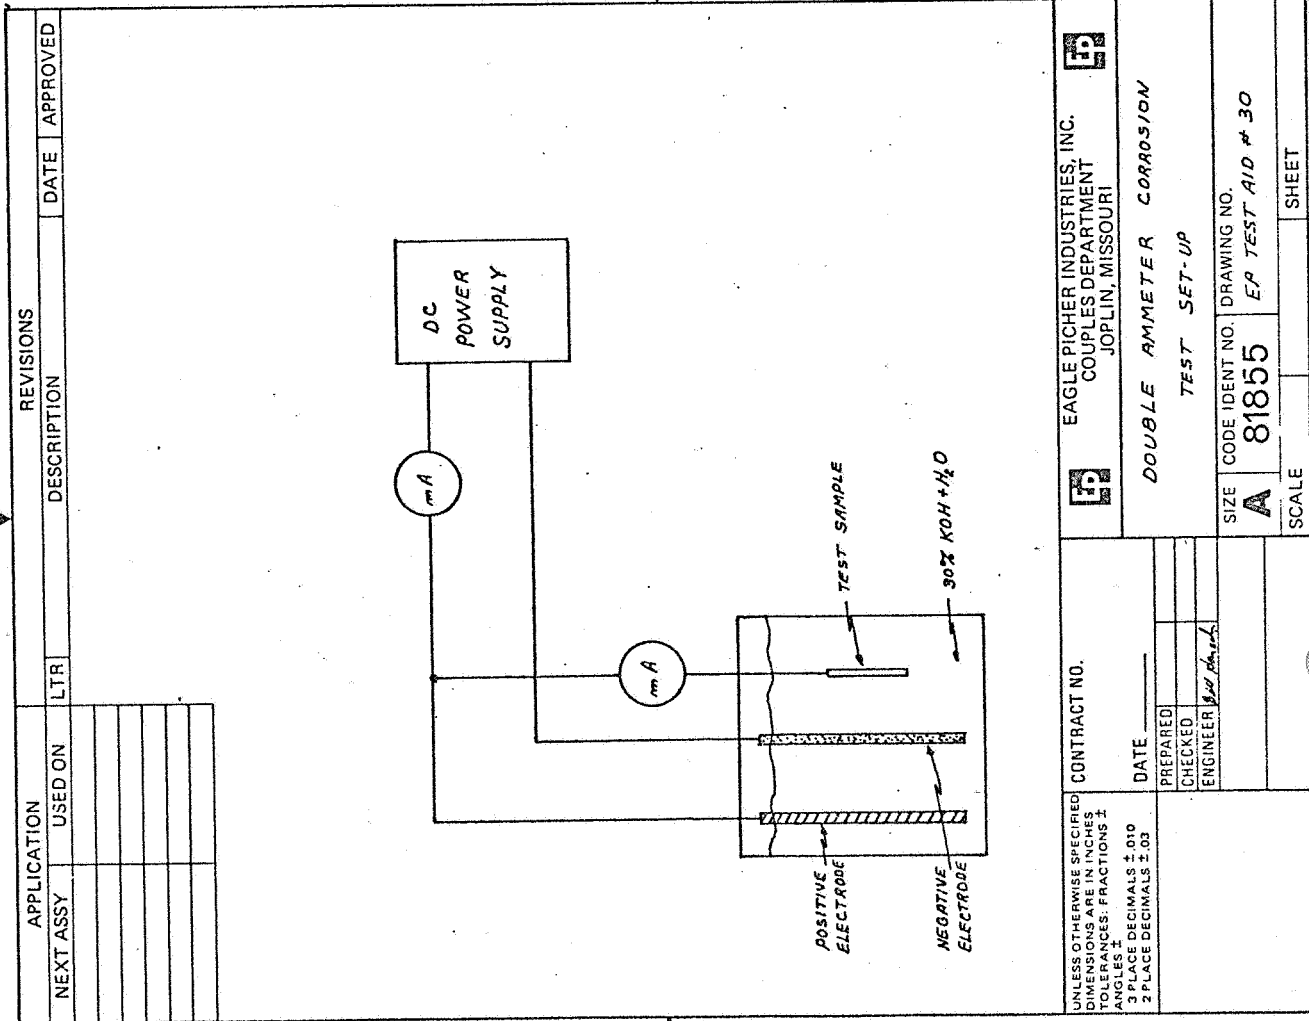 APPLICATION
NEXT ASSY
USED ON
REVISIONS
LTR
DESCRIPTION
DATE
APPROVED
DC
POWER
SUPPLY
mA
mA
TEST SAMPLE
30% KOH + H2O
POSITIVE
ELECTRODE
NEGATIVE
ELECTRODE
UNLESS OTHERWISE SPECIFIED
DIMENSIONS ARE IN INCHES
TOLERANCES: FRACTIONS ±
ANGLES ±
3 PLACE DECIMALS ±.010
2 PLACE DECIMALS ±.03
CONTRACT NO.
DATE
PREPARED
CHECKED
ENGINEER
EP
EAGLE PICHER INDUSTRIES, INC.
COUPLES DEPARTMENT
JOPLIN, MISSOURI
EP
DOUBLE AMMETER CORROSION
TEST SET-UP
SIZE
A
CODE IDENT NO.
81855
DRAWING NO.
EP TEST AID # 30
SCALE
SHEET